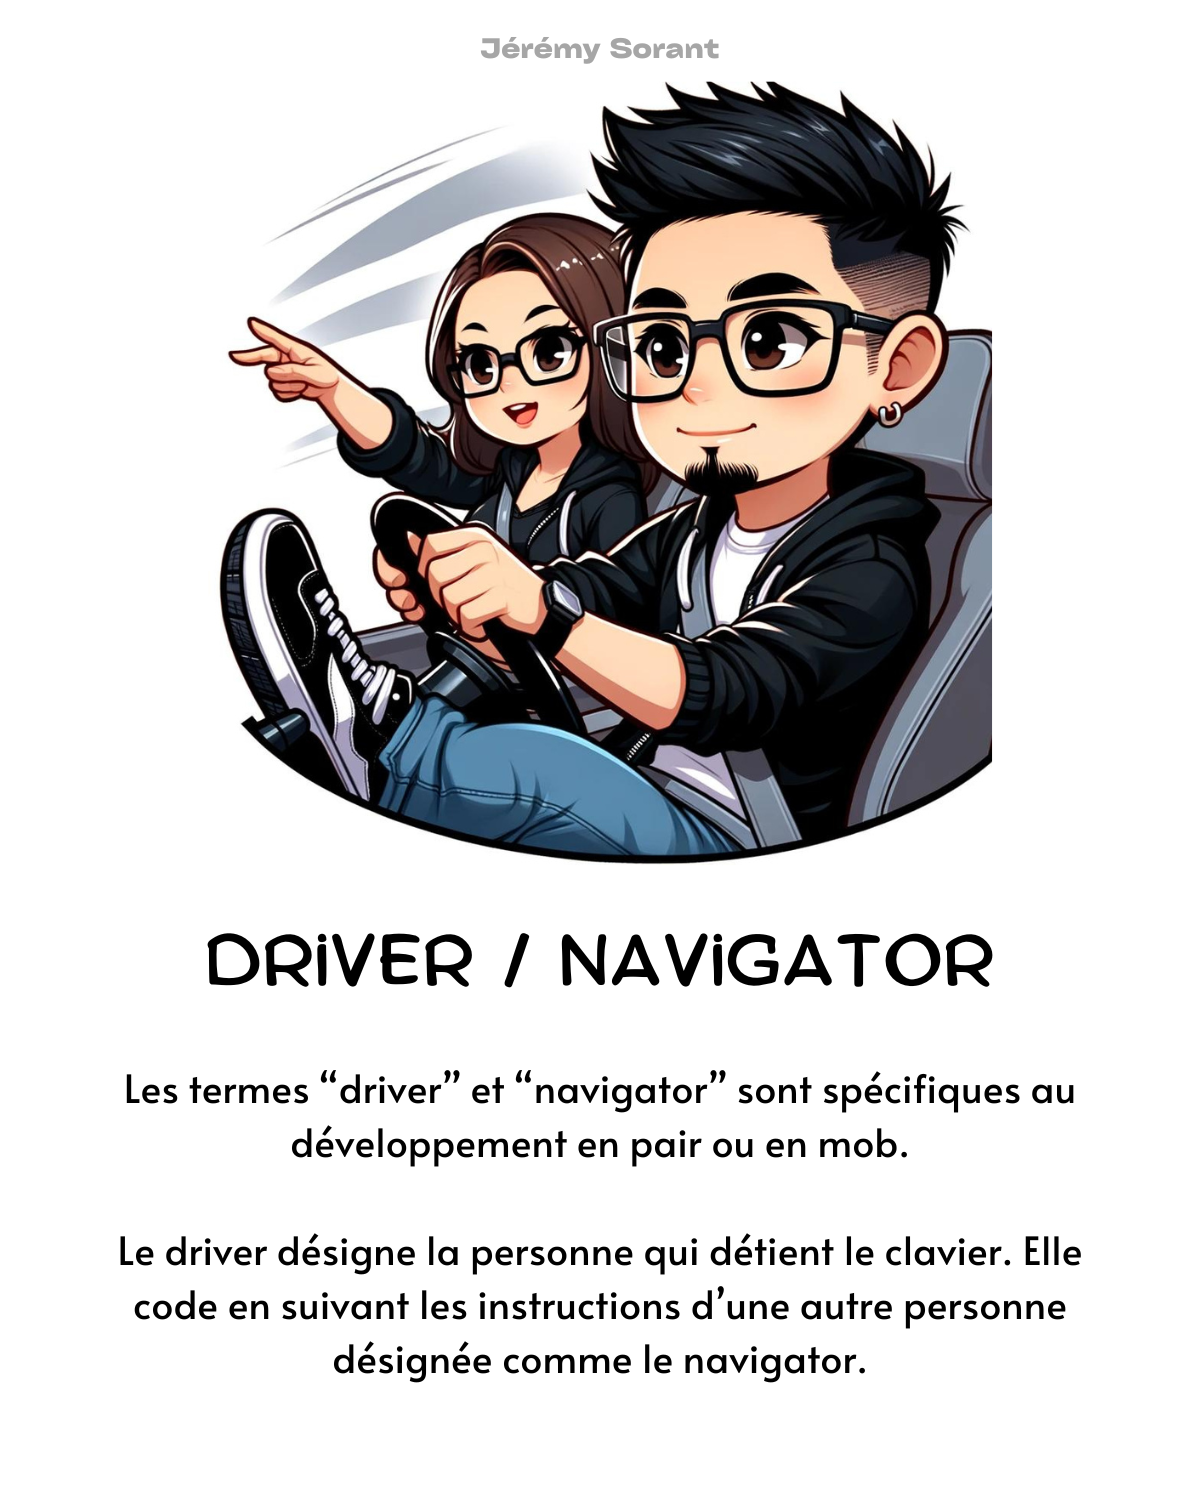 Jérémy Sorant
DRIVER / NAVIGATOR
Les termes “driver” et “navigator” sont spécifiques au
développement en pair ou en mob.
Le driver désigne la personne qui détient le clavier. Elle
code en suivant les instructions d’une autre personne
désignée comme le navigator.